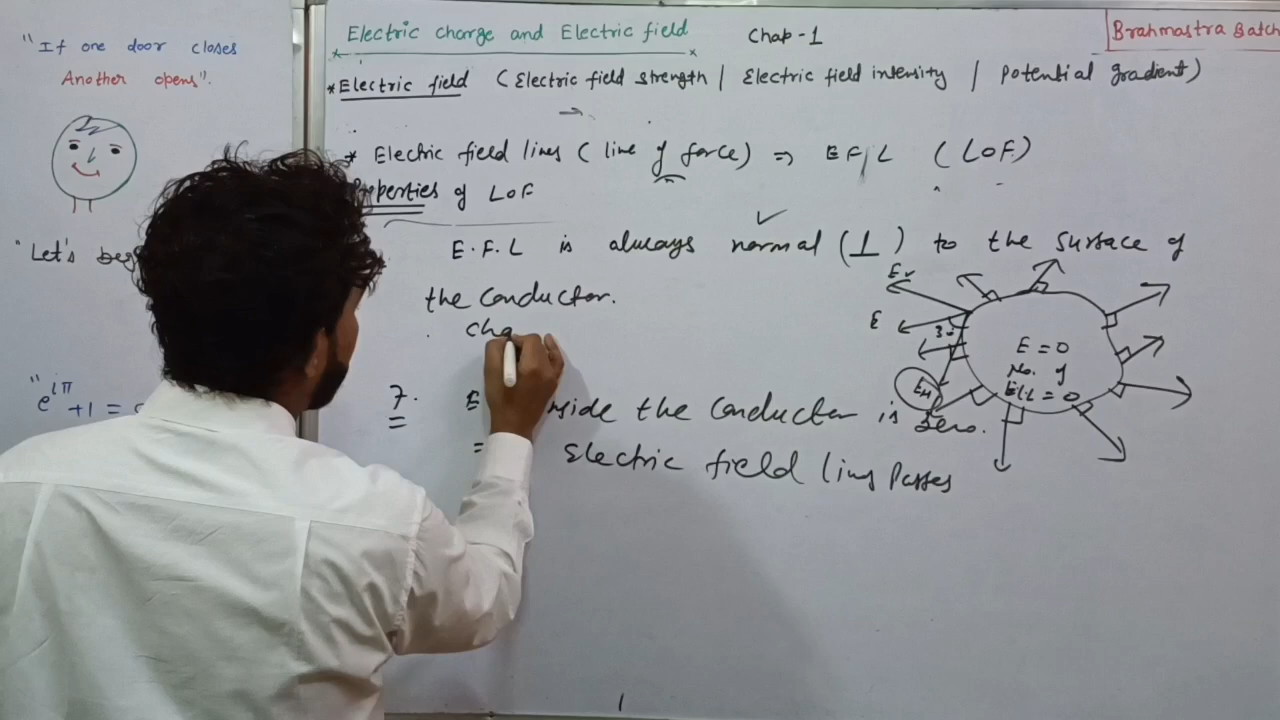 "If one door closes
Another opens".
"Let's beg
"e^iπ +1 =
Electric charge and Electric field
Chap-1
Brahmastra Batch
* Electric field (Electric field strength | Electric field intensity | Potential gradient)
* Electric field lines (line of force) ⇒ EFL (LOF)
Properties of LOF
E.F.L is always normal (⊥) to the surface of
the conductor.
Cha
7. E nside the conductor is zero.
= Electric field lines Passes
E
E=0
No. of
EFL=0